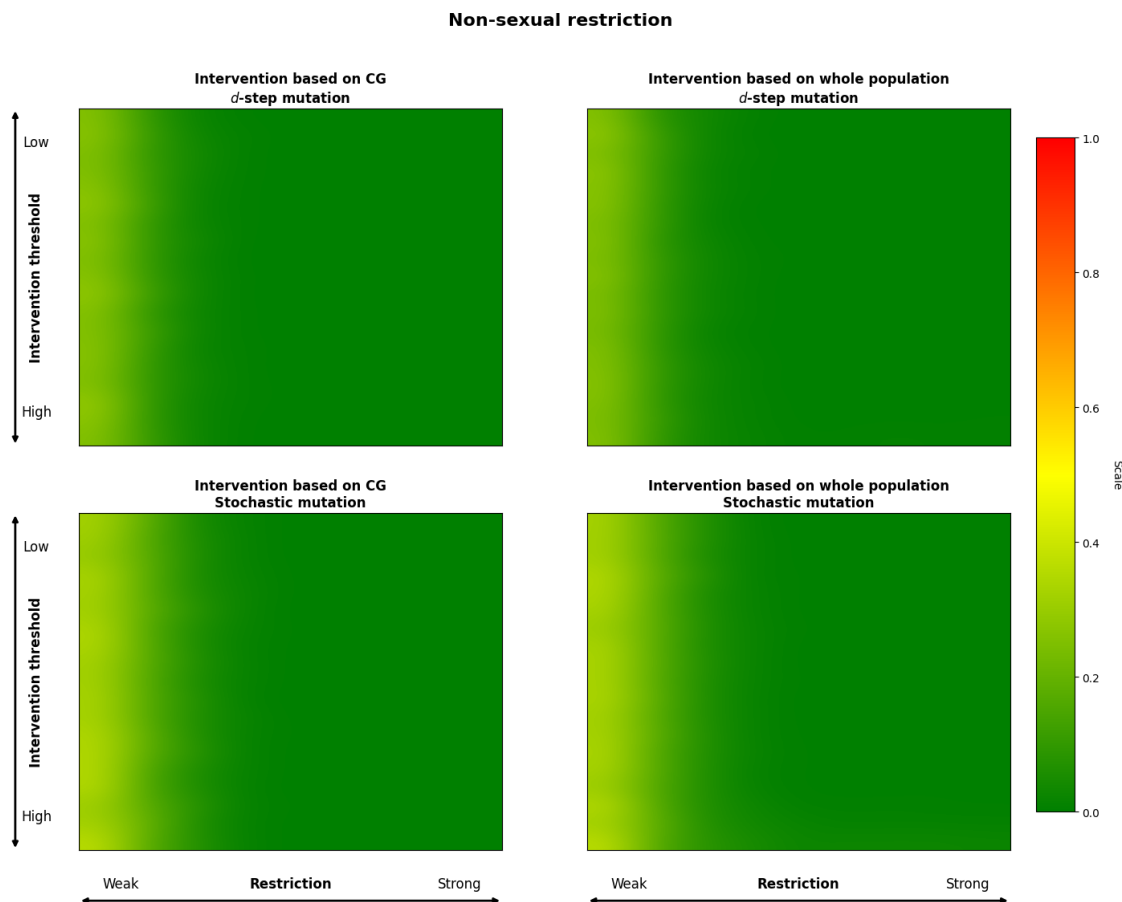 Non-sexual restriction
Intervention based on CG
d-step mutation
Intervention based on whole population
d-step mutation
Low
Intervention threshold
High
1.0
0.8
0.6
0.4
0.2
0.0
Scale
Intervention based on CG
Stochastic mutation
Intervention based on whole population
Stochastic mutation
Low
Intervention threshold
High
Weak Restriction Strong
Weak Restriction Strong